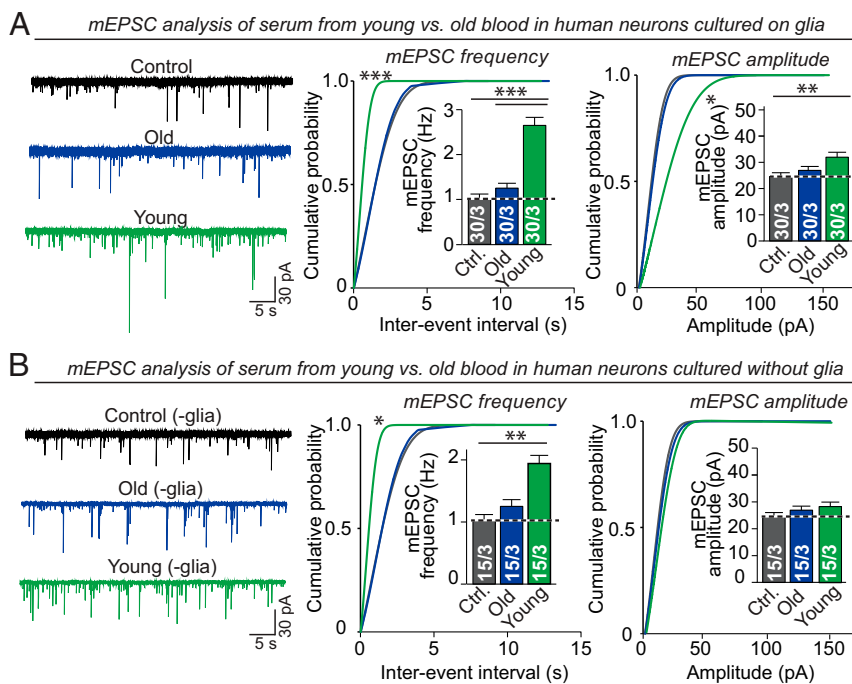 A
mEPSC analysis of serum from young vs. old blood in human neurons cultured on glia
Control
Old
Young
30 pA
5 s
mEPSC frequency
***
Cumulative probability
1.0
0.5
0
0
5
10
15
Inter-event interval (s)
mEPSC
frequency (Hz)
3
2
1
0
***
30/3
30/3
30/3
Ctrl.
Old
Young
mEPSC amplitude
Cumulative probability
1.0
0.5
0
0
50
100
150
Amplitude (pA)
*
mEPSC
amplitude (pA)
50
40
30
20
10
0
**
30/3
30/3
30/3
Ctrl.
Old
Young
B
mEPSC analysis of serum from young vs. old blood in human neurons cultured without glia
Control (-glia)
Old (-glia)
Young (-glia)
30 pA
5 s
mEPSC frequency
*
Cumulative probability
1.0
0.5
0
0
5
10
15
Inter-event interval (s)
mEPSC
frequency (Hz)
2
1
0
**
15/3
15/3
15/3
Ctrl.
Old
Young
mEPSC amplitude
Cumulative probability
1.0
0.5
0
0
50
100
150
Amplitude (pA)
mEPSC
amplitude (pA)
50
40
30
20
10
0
15/3
15/3
15/3
Ctrl.
Old
Young